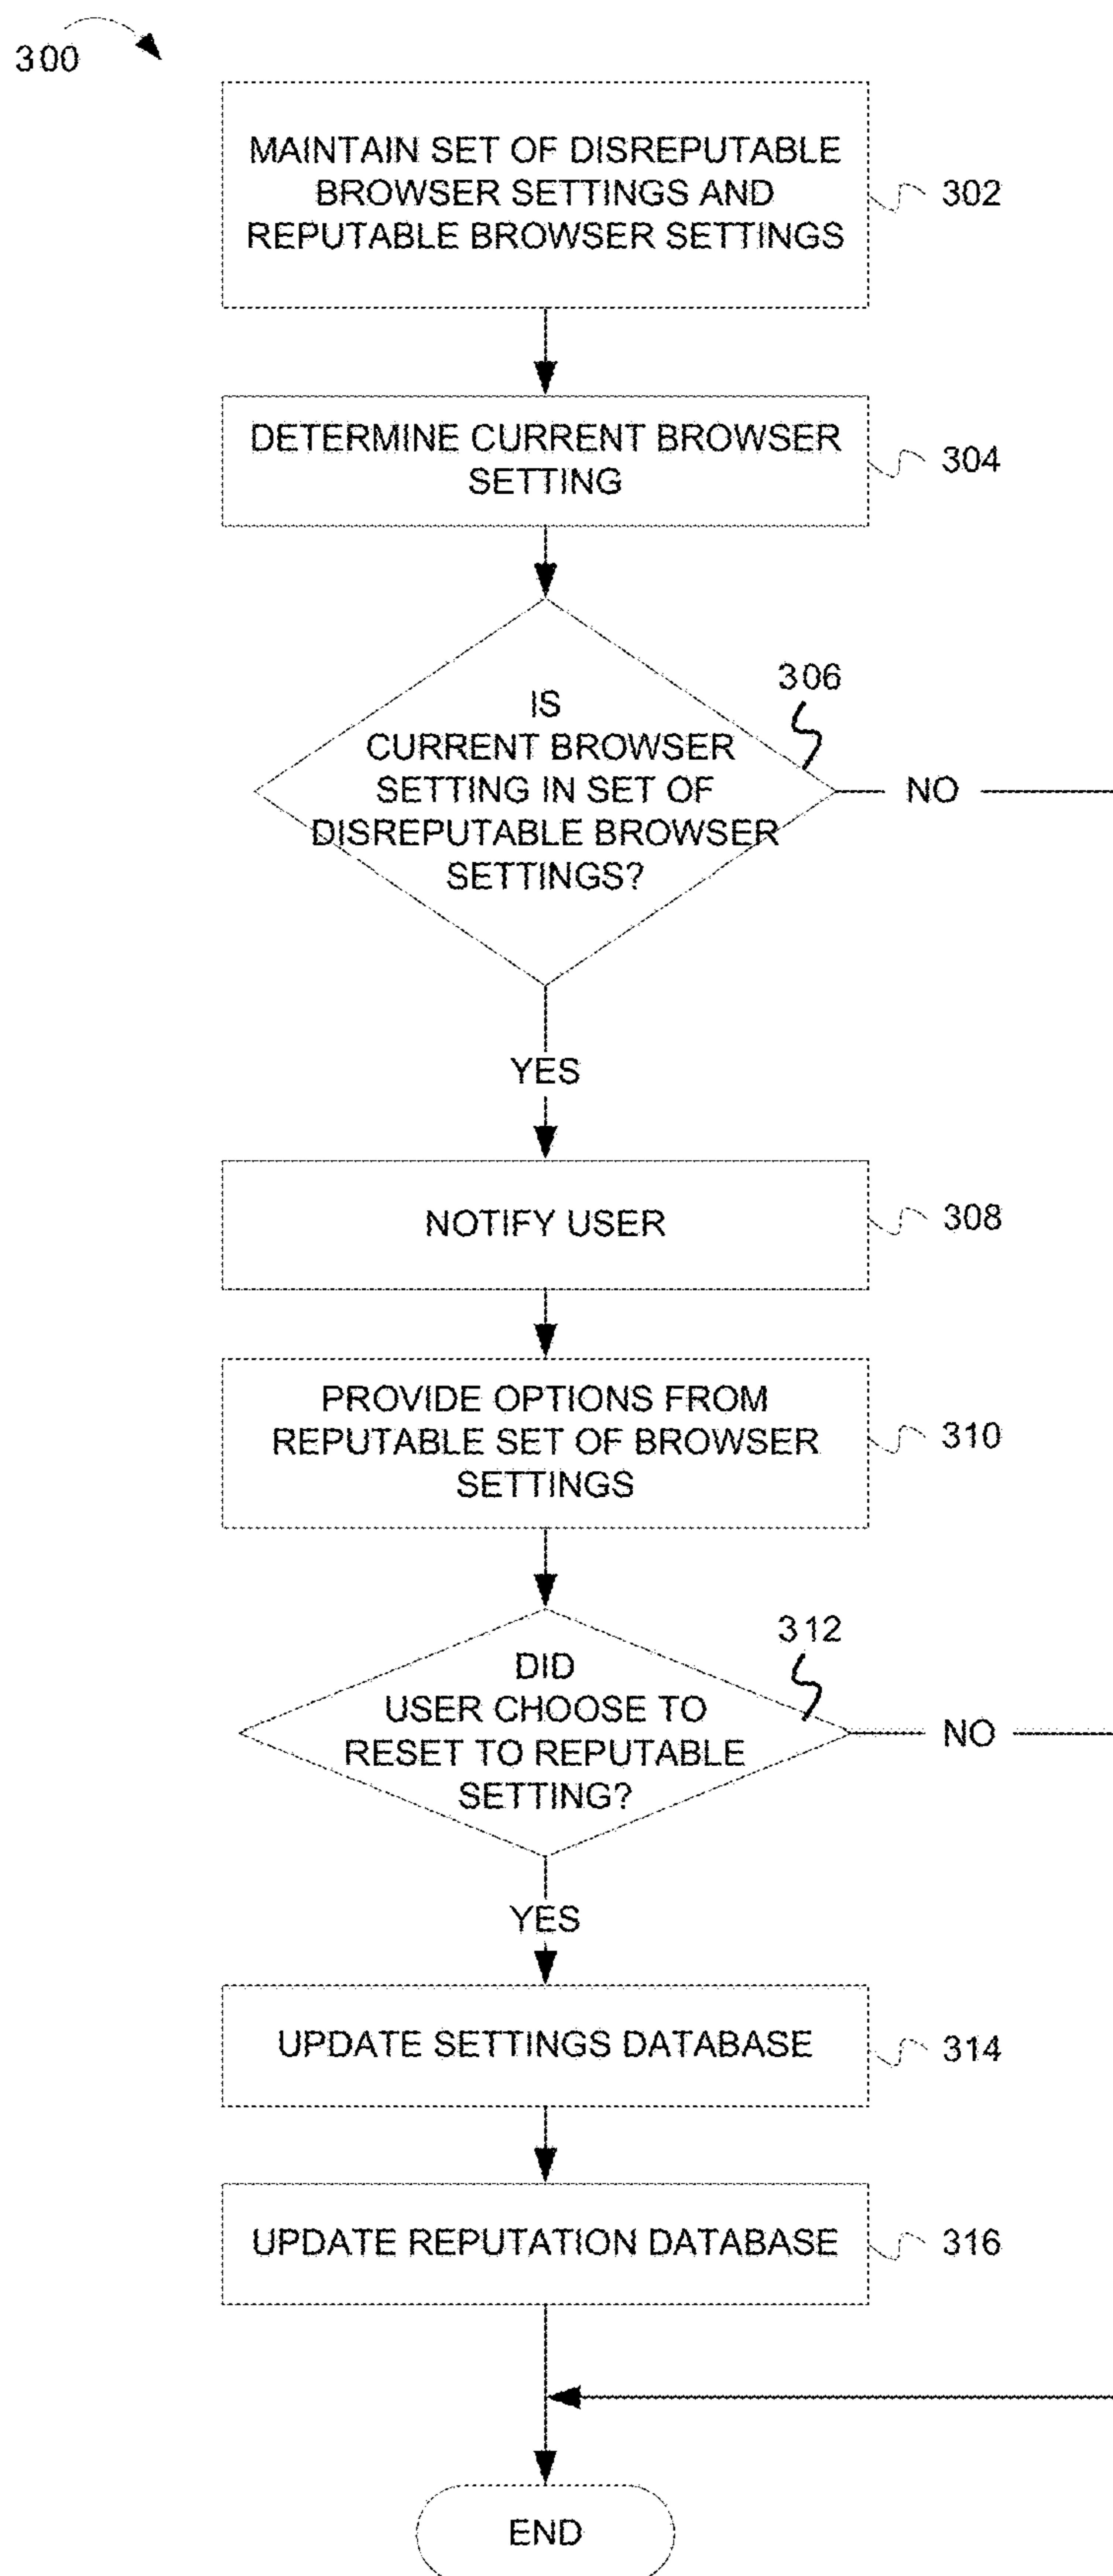 300
MAINTAIN SET OF DISREPUTABLE
BROWSER SETTINGS AND
REPUTABLE BROWSER SETTINGS
302
DETERMINE CURRENT BROWSER
SETTING
304
306
IS
CURRENT BROWSER
SETTING IN SET OF
DISREPUTABLE BROWSER
SETTINGS?
NO
YES
NOTIFY USER
308
PROVIDE OPTIONS FROM
REPUTABLE SET OF BROWSER
SETTINGS
310
312
DID
USER CHOOSE TO
RESET TO REPUTABLE
SETTING?
NO
YES
UPDATE SETTINGS DATABASE
314
UPDATE REPUTATION DATABASE
316
END